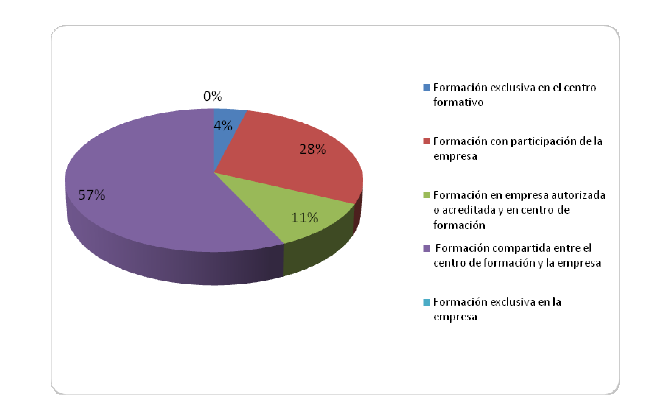 0%
4%
28%
57%
11%
Formación exclusiva en el centro
formativo
Formación con participación de la
empresa
Formación en empresa autorizada
o acreditada y en centro de
formación
Formación compartida entre el
centro de formación y la empresa
Formación exclusiva en la
empresa